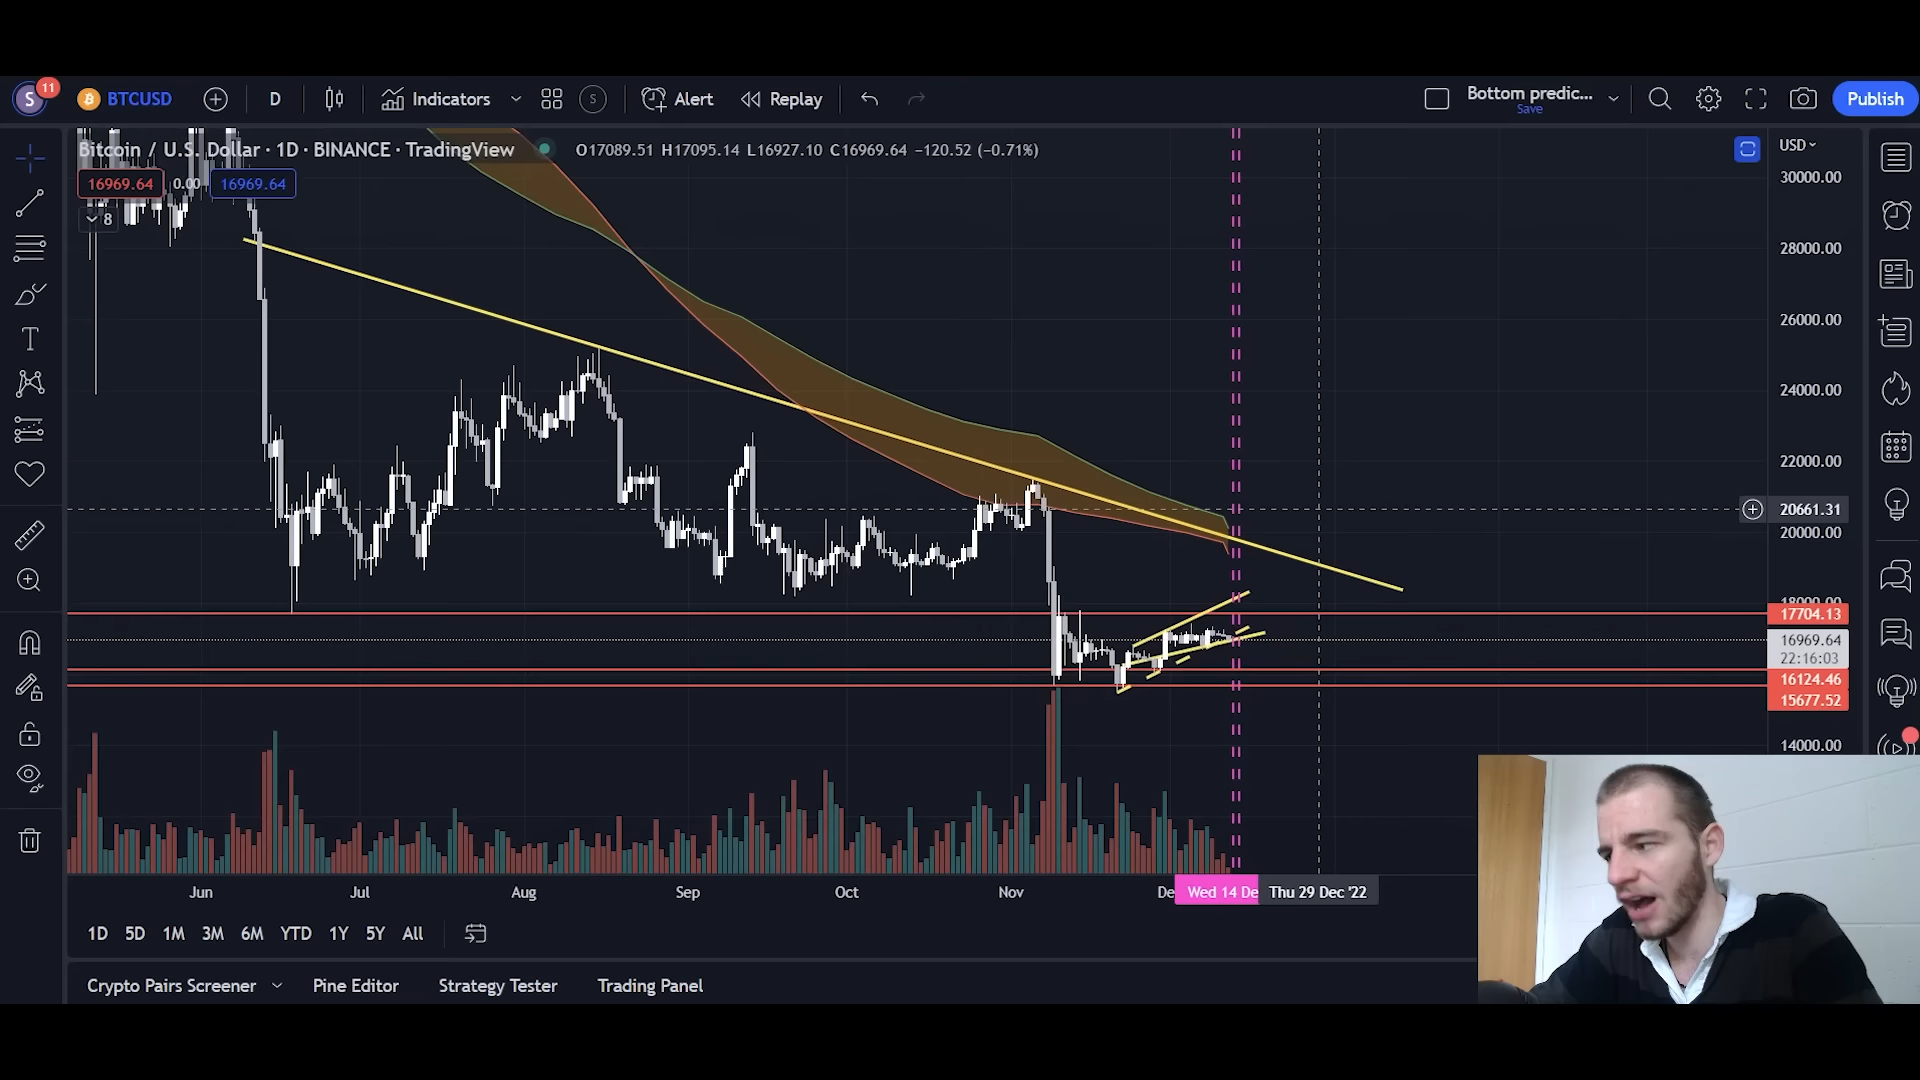 S 11 BTCUSD D Indicators S Alert Replay Bottom predic... Save Publish
Bitcoin / U.S. Dollar · 1D · BINANCE · TradingView O17089.51 H17095.14 L16927.10 C16969.64 −120.52 (−0.71%) USD
16969.64 0.00 16969.64
8
30000.00
28000.00
26000.00
24000.00
22000.00
20661.31
20000.00
18000.00
17704.13
16969.64
22:16:03
16124.46
15677.52
14000.00
Jun Jul Aug Sep Oct Nov De Wed 14 De Thu 29 Dec '22
1D 5D 1M 3M 6M YTD 1Y 5Y All
Crypto Pairs Screener Pine Editor Strategy Tester Trading Panel